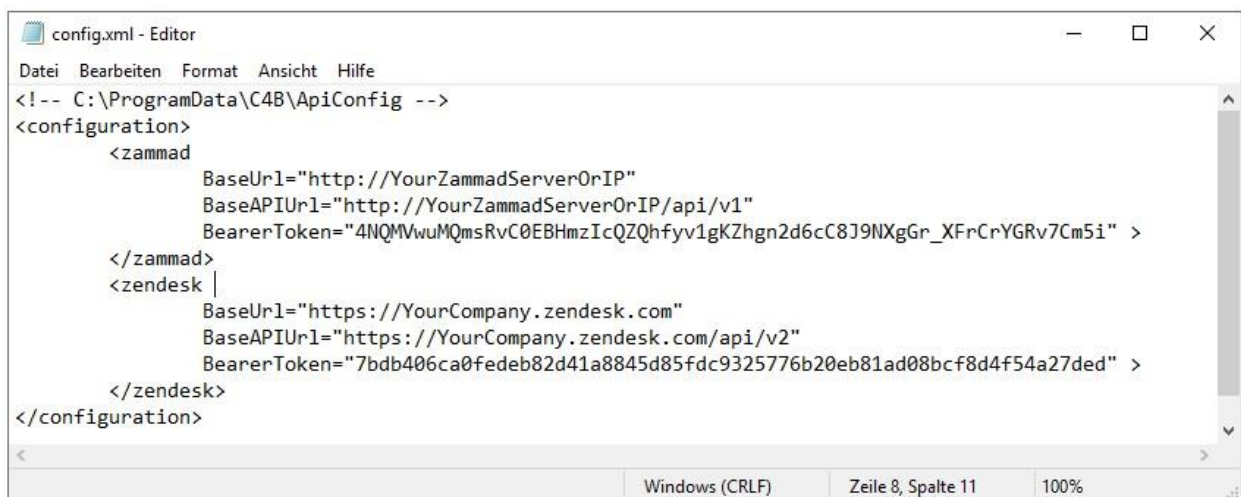 config.xml - Editor
Datei Bearbeiten Format Ansicht Hilfe
<!-- C:\ProgramData\C4B\ApiConfig -->
<configuration>
<zammad
BaseUrl="http://YourZammadServerOrIP"
BaseAPIUrl="http://YourZammadServerOrIP/api/v1"
BearerToken="4NQMVwuMQmsRvC0EBHmzIcQZQhfyv1gKZhgn2d6cC8J9NXgGr_XFrCrYGRv7Cm5i" >
</zammad>
<zendesk
BaseUrl="https://YourCompany.zendesk.com"
BaseAPIUrl="https://YourCompany.zendesk.com/api/v2"
BearerToken="7bdb406ca0fedeb82d41a8845d85fdc9325776b20eb81ad08bcf8d4f54a27ded" >
</zendesk>
</configuration>
Windows (CRLF) Zeile 8, Spalte 11 100%